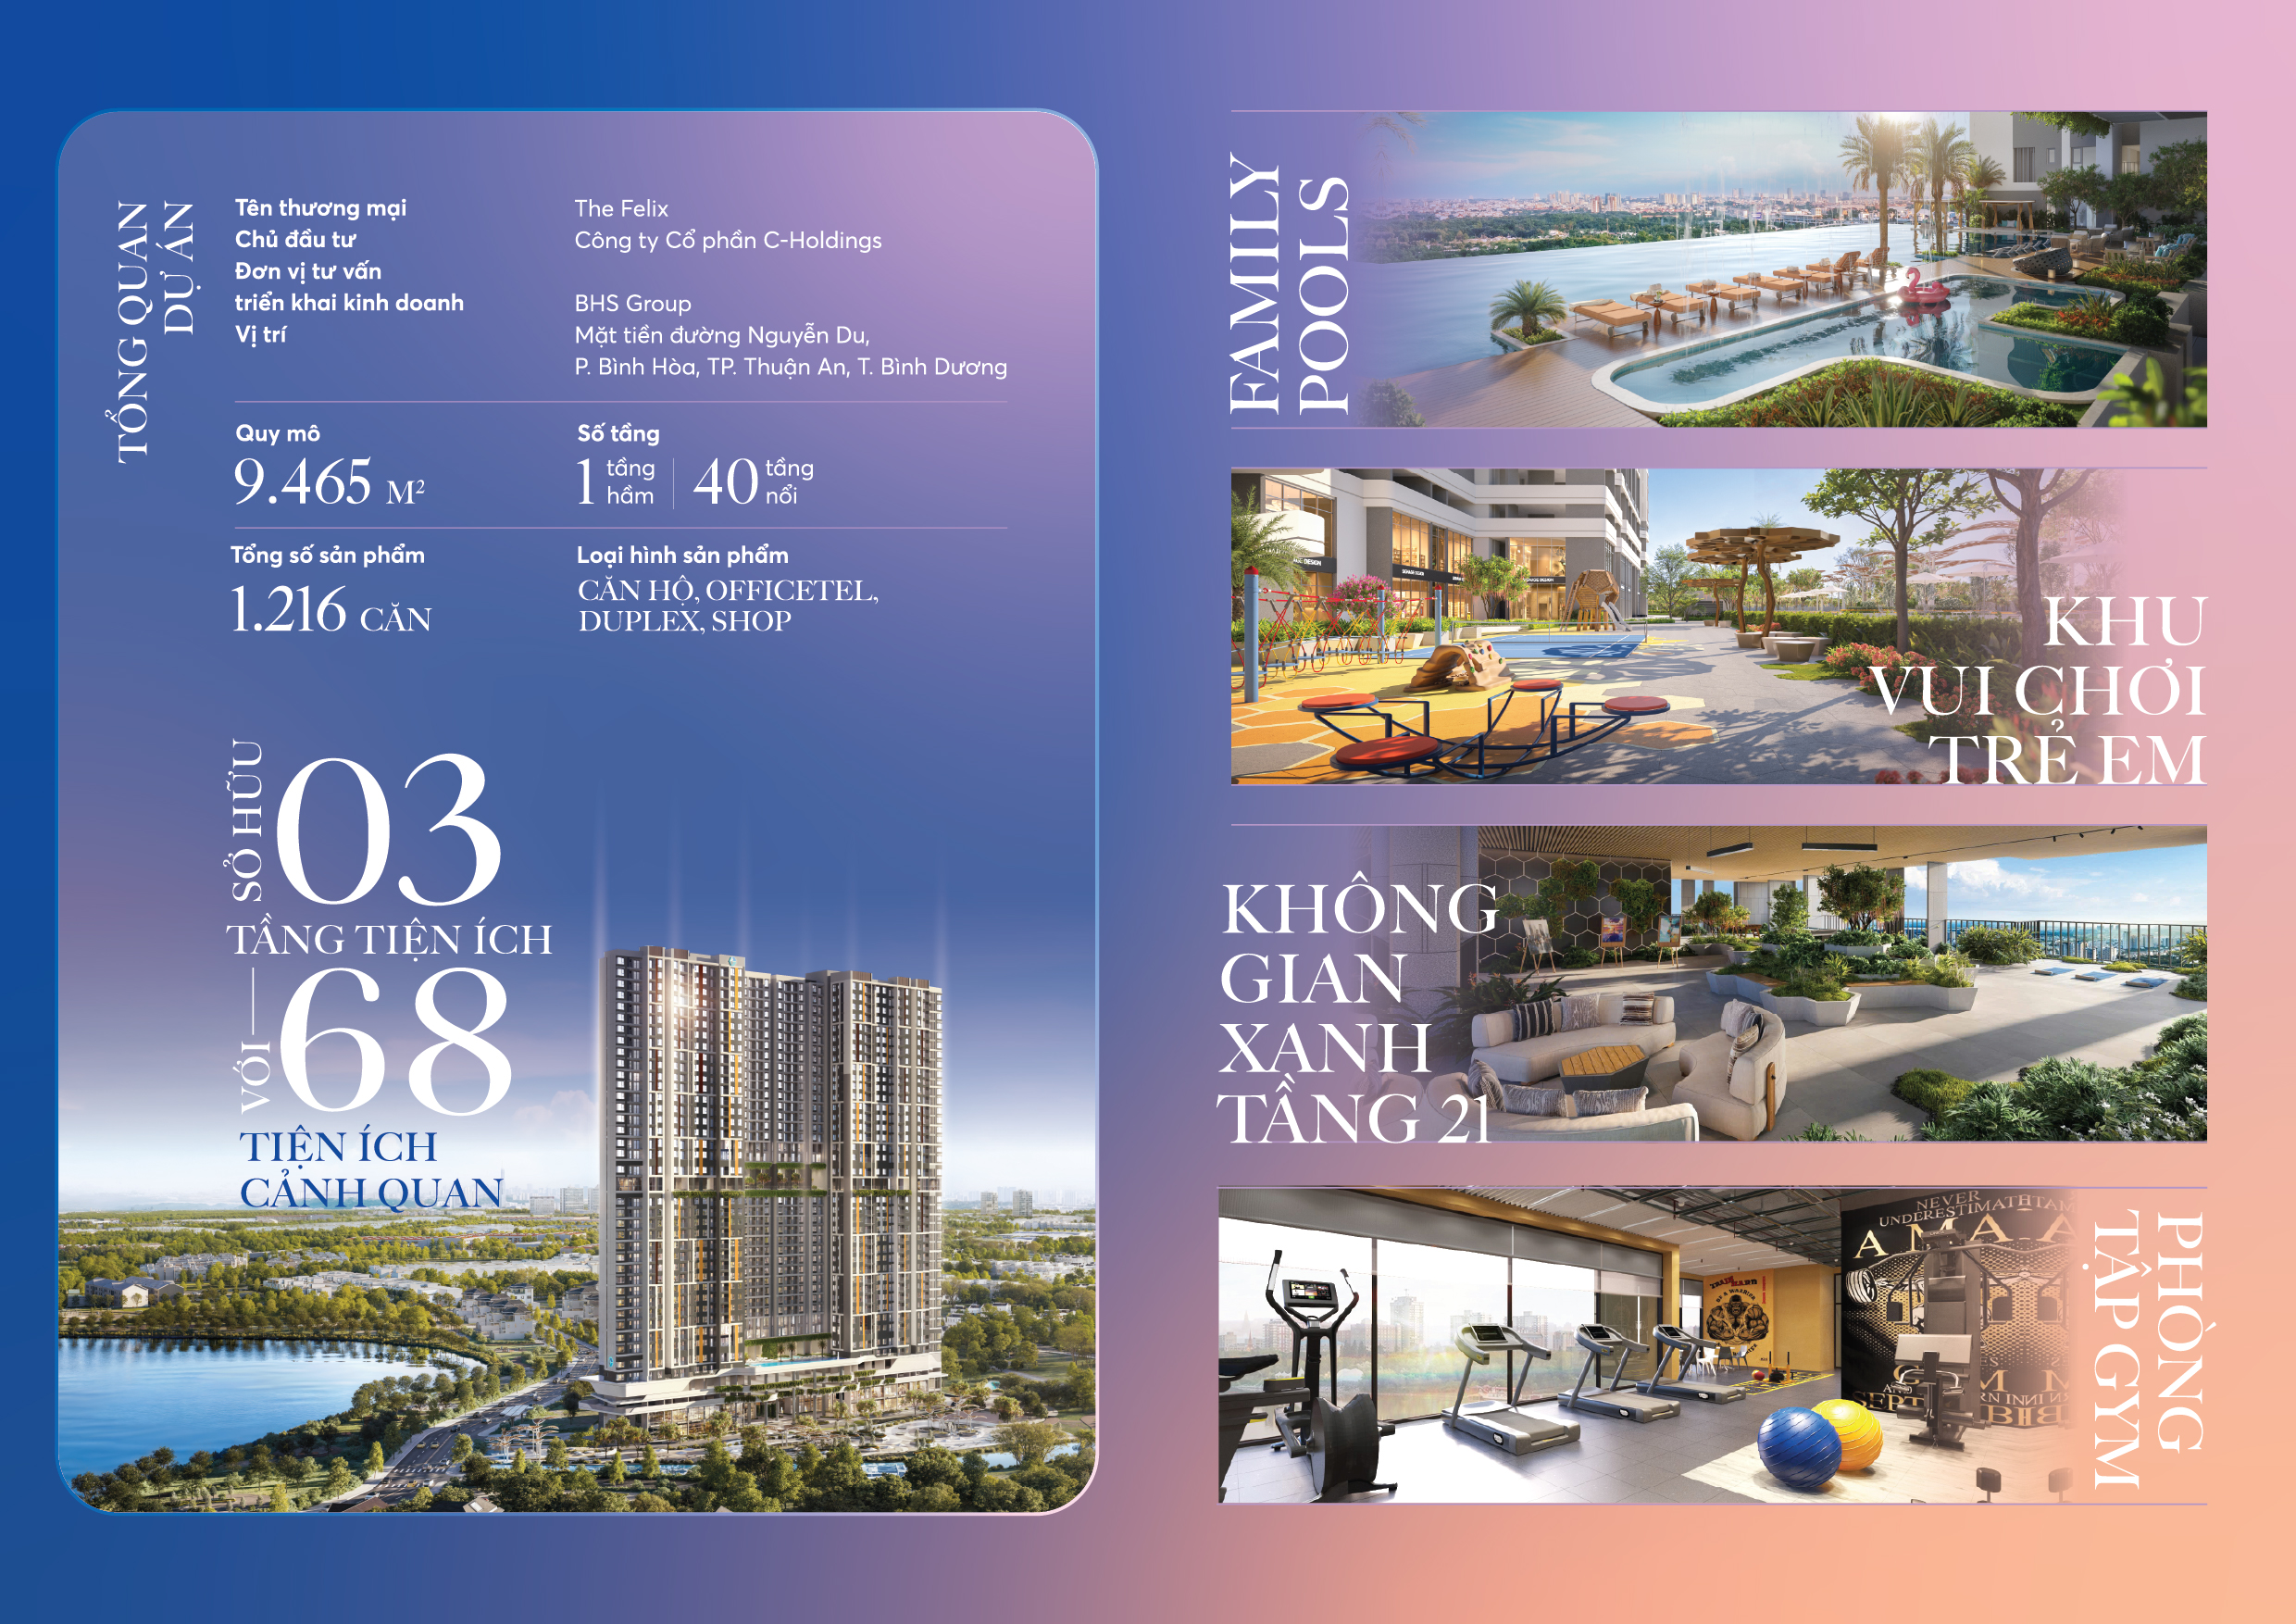 TỔNG QUAN
DỰ ÁN
Tên thương mại
The Felix
Chủ đầu tư
Công ty Cổ phần C-Holdings
Đơn vị tư vấn
triển khai kinh doanh
BHS Group
Vị trí
Mặt tiền đường Nguyễn Du,
P. Bình Hòa, TP. Thuận An, T. Bình Dương
Quy mô
9.465 M²
Số tầng
1 tầng hầm
40 tầng nổi
Tổng số sản phẩm
1.216 CĂN
Loại hình sản phẩm
CĂN HỘ, OFFICETEL,
DUPLEX, SHOP
SỞ HỮU
03
TẦNG TIỆN ÍCH
VỚI
68
TIỆN ÍCH
CẢNH QUAN
FAMILY
POOLS
KHU
VUI CHƠI
TRẺ EM
KHÔNG
GIAN
XANH
TẦNG 21
PHÒNG
TẬP GYM
NEVER